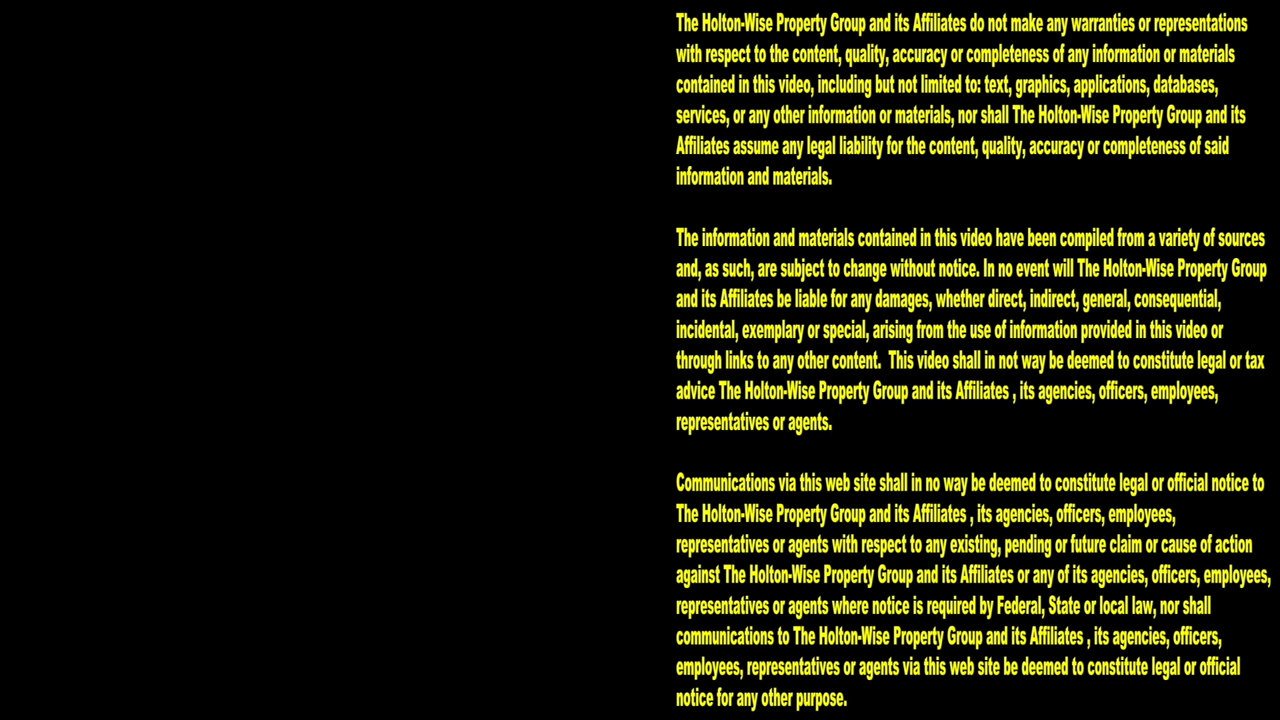 The Holton-Wise Property Group and its Affiliates do not make any warranties or representations
with respect to the content, quality, accuracy or completeness of any information or materials
contained in this video, including but not limited to: text, graphics, applications, databases,
services, or any other information or materials, nor shall The Holton-Wise Property Group and its
Affiliates assume any legal liability for the content, quality, accuracy or completeness of said
information and materials.
The information and materials contained in this video have been compiled from a variety of sources
and, as such, are subject to change without notice. In no event will The Holton-Wise Property Group
and its Affiliates be liable for any damages, whether direct, indirect, general, consequential,
incidental, exemplary or special, arising from the use of information provided in this video or
through links to any other content.  This video shall in not way be deemed to constitute legal or tax
advice The Holton-Wise Property Group and its Affiliates , its agencies, officers, employees,
representatives or agents.
Communications via this web site shall in no way be deemed to constitute legal or official notice to
The Holton-Wise Property Group and its Affiliates , its agencies, officers, employees,
representatives or agents with respect to any existing, pending or future claim or cause of action
against The Holton-Wise Property Group and its Affiliates or any of its agencies, officers, employees,
representatives or agents where notice is required by Federal, State or local law, nor shall
communications to The Holton-Wise Property Group and its Affiliates , its agencies, officers,
employees, representatives or agents via this web site be deemed to constitute legal or official
notice for any other purpose.